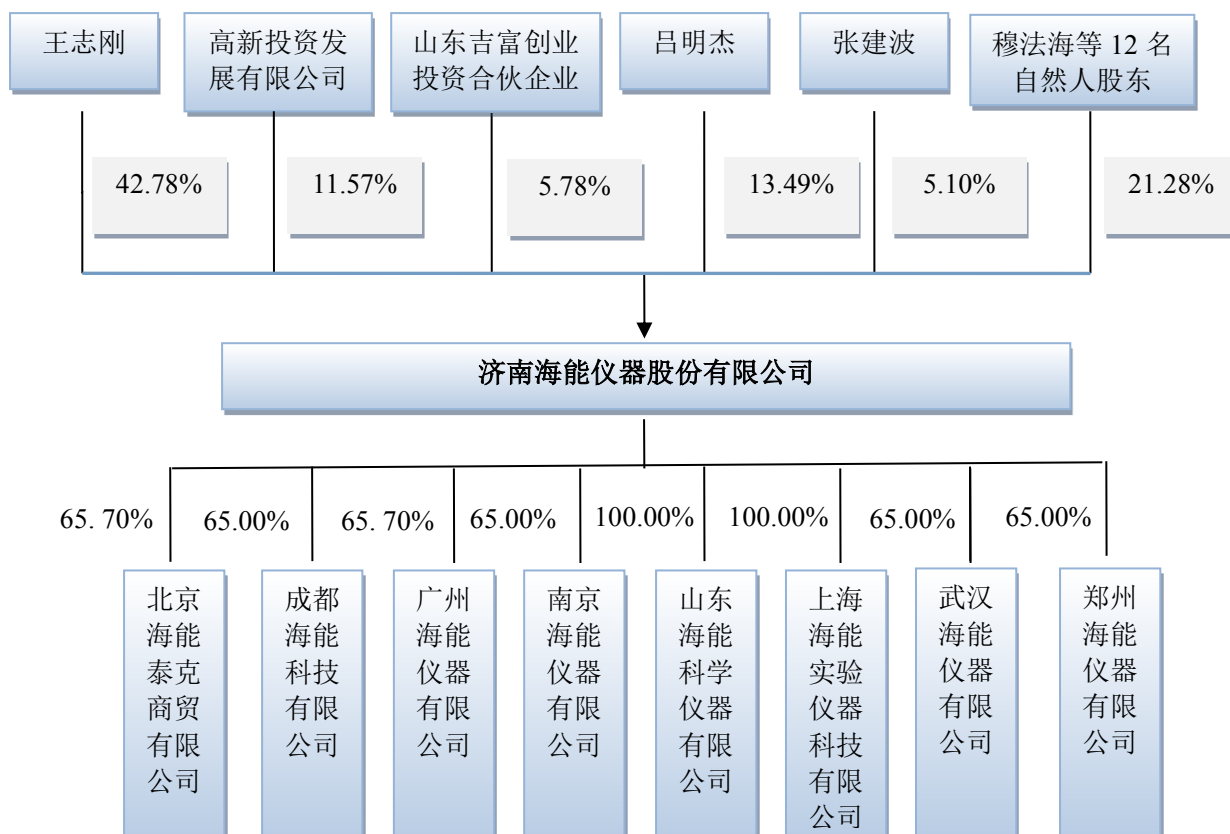 王志刚
高新投资发
展有限公司
山东吉富创业
投资合伙企业
吕明杰
张建波
穆法海等 12 名
自然人股东
42.78%
11.57%
5.78%
13.49%
5.10%
21.28%
济南海能仪器股份有限公司
65. 70%
65.00%
65.70%
65.00%
100.00%
100.00%
65.00%
65.00%
北京
海能
泰克
商贸
有限
公司
成都
海能
科技
有限
公司
广州
海能
仪器
有限
公司
南京
海能
仪器
有限
公司
山东
海能
科学
仪器
有限
公司
上海
海能
实验
仪器
科技
有限
公司
武汉
海能
仪器
有限
公司
郑州
海能
仪器
有限
公司